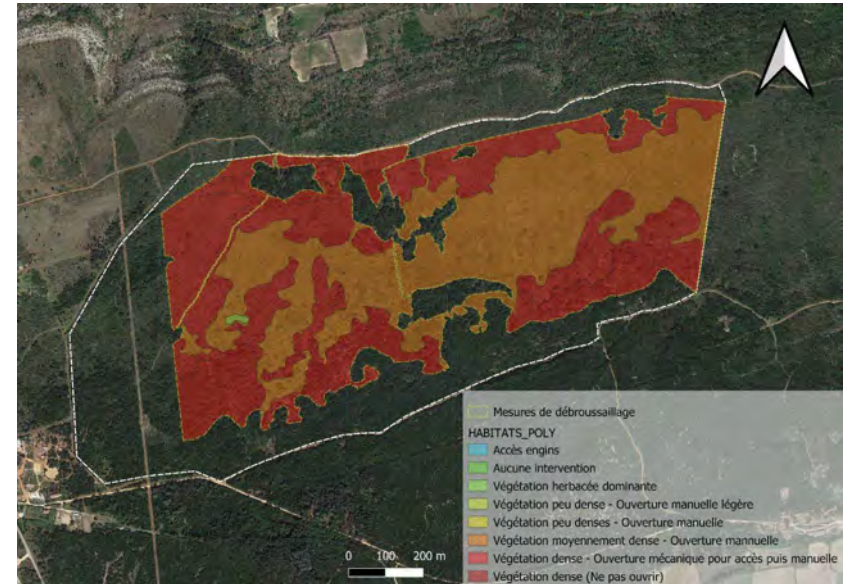 Mesures de débroussaillage
HABITATS_POLY
Accès engins
Aucune intervention
Végétation herbacée dominante
Végétation peu dense - Ouverture manuelle légère
Végétation peu denses - Ouverture manuelle
Végétation moyennement dense - Ouverture mannuelle
Végétation dense - Ouverture mécanique pour accès puis manuelle
Végétation dense (Ne pas ouvrir)
0 100 200 m